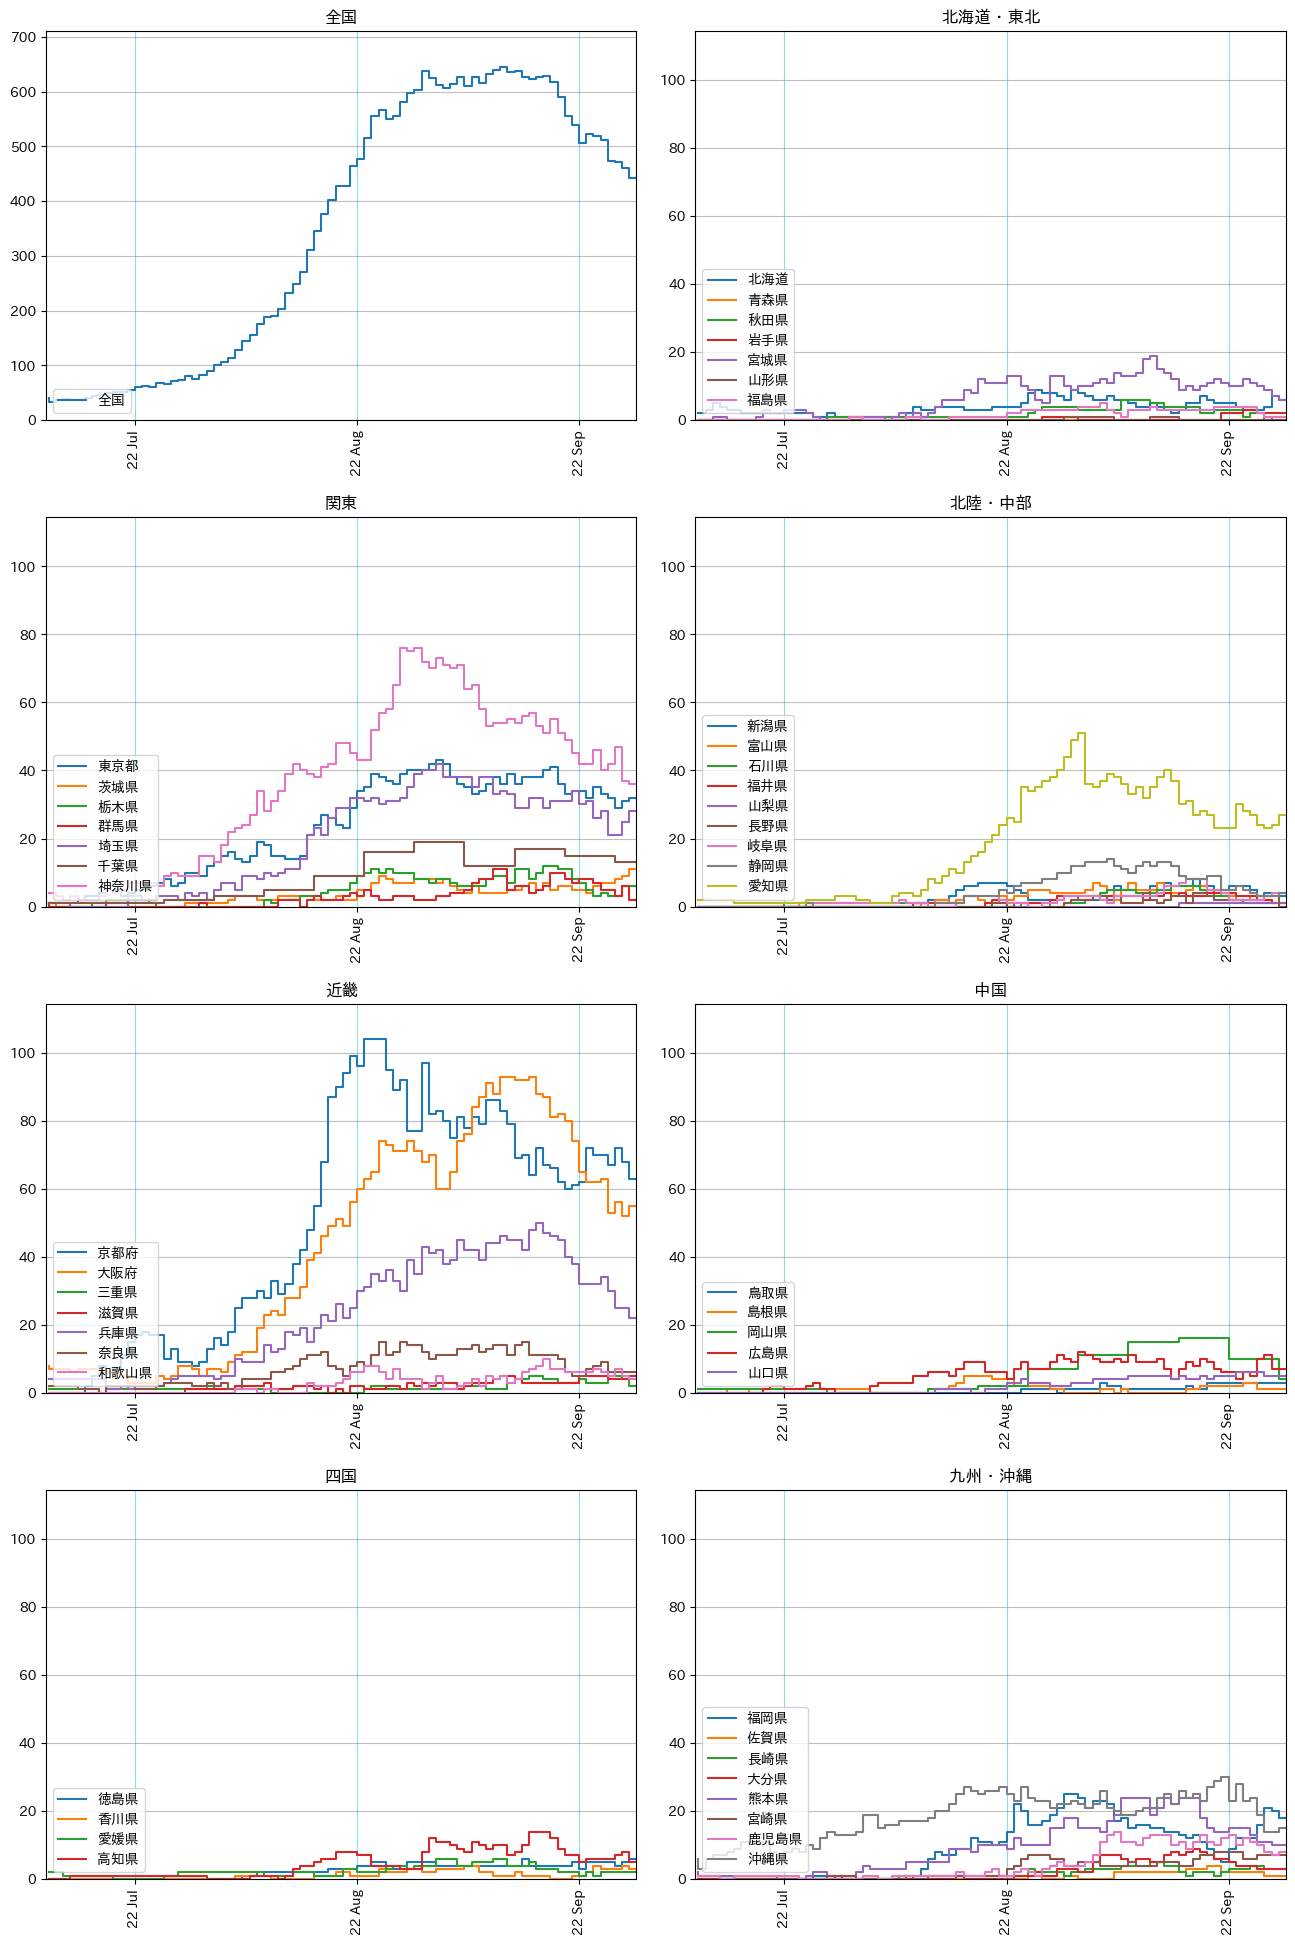 全国
700
600
500
400
300
200
100
0
全国
22 Jul
22 Aug
22 Sep
北海道・東北
100
80
60
40
20
0
北海道
青森県
秋田県
岩手県
宮城県
山形県
福島県
22 Jul
22 Aug
22 Sep
関東
100
80
60
40
20
0
東京都
茨城県
栃木県
群馬県
埼玉県
千葉県
神奈川県
22 Jul
22 Aug
22 Sep
北陸・中部
100
80
60
40
20
0
新潟県
富山県
石川県
福井県
山梨県
長野県
岐阜県
静岡県
愛知県
22 Jul
22 Aug
22 Sep
近畿
100
80
60
40
20
0
京都府
大阪府
三重県
滋賀県
兵庫県
奈良県
和歌山県
22 Jul
22 Aug
22 Sep
中国
100
80
60
40
20
0
鳥取県
島根県
岡山県
広島県
山口県
22 Jul
22 Aug
22 Sep
四国
100
80
60
40
20
0
徳島県
香川県
愛媛県
高知県
22 Jul
22 Aug
22 Sep
九州・沖縄
100
80
60
40
20
0
福岡県
佐賀県
長崎県
大分県
熊本県
宮崎県
鹿児島県
沖縄県
22 Jul
22 Aug
22 Sep